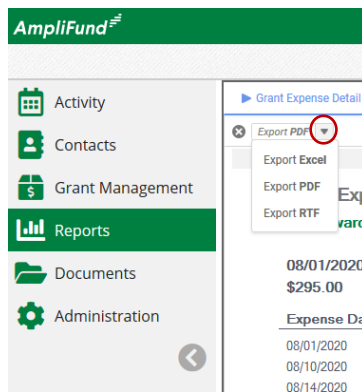 AmpliFund
Activity
Contacts
Grant Management
Reports
Documents
Administration
Grant Expense Detail
Export PDF
Export Excel
Export PDF
Export RTF
08/01/2020
$295.00
Expense
08/01/2020
08/10/2020
08/14/2020